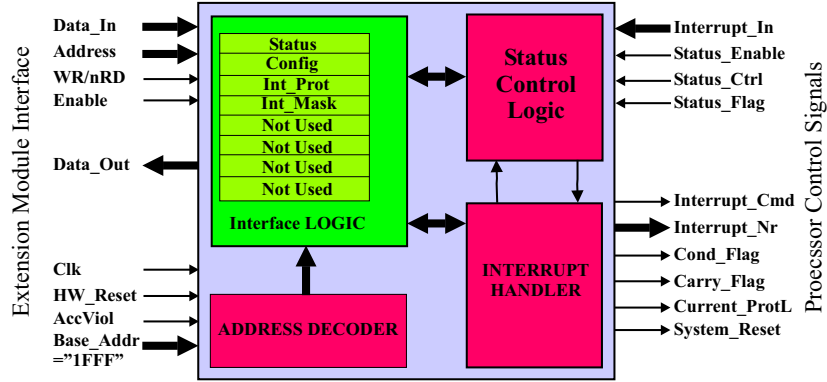 Extension Module Interface
Data_In
Address
WR/nRD
Enable
Data_Out
Clk
HW_Reset
AccViol
Base_Addr
="1FFF"
Status
Config
Int_Prot
Int_Mask
Not Used
Not Used
Not Used
Not Used
Interface LOGIC
ADDRESS DECODER
Status
Control
Logic
INTERRUPT
HANDLER
Interrupt_In
Status_Enable
Status_Ctrl
Status_Flag
Interrupt_Cmd
Interrupt_Nr
Cond_Flag
Carry_Flag
Current_ProtL
System_Reset
Proecssor Control Signals